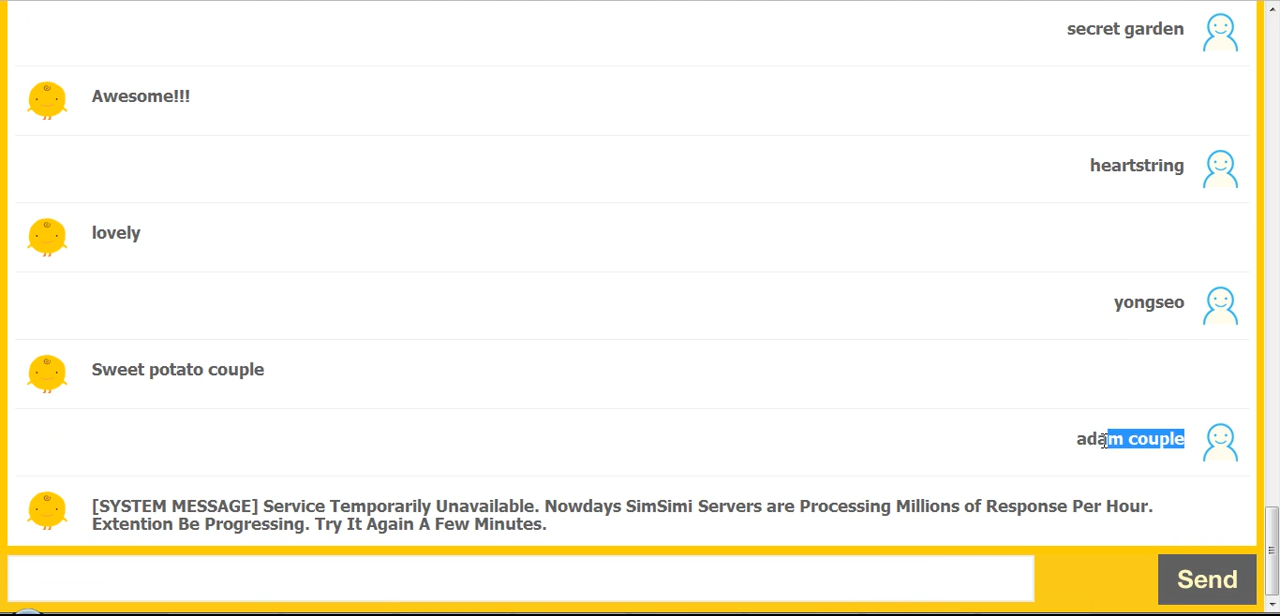 secret garden
Awesome!!!
heartstring
lovely
yongseo
Sweet potato couple
adam couple
[SYSTEM MESSAGE] Service Temporarily Unavailable. Nowdays SimSimi Servers are Processing Millions of Response Per Hour.
Extention Be Progressing. Try It Again A Few Minutes.
Send